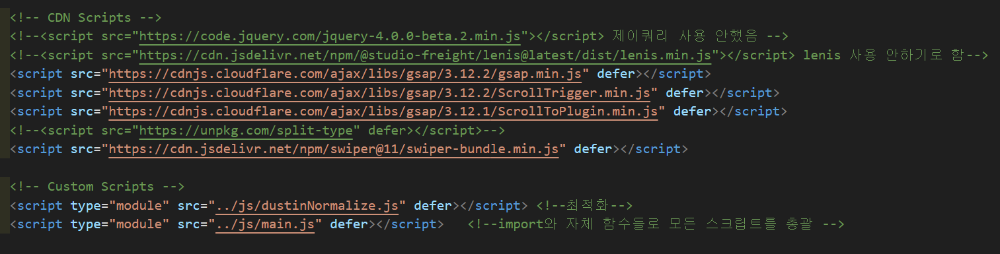 <!-- CDN Scripts -->
<!--<script src="https://code.jquery.com/jquery-4.0.0-beta.2.min.js"></script> 제이쿼리 사용 안했음 -->
<!--<script src="https://cdn.jsdelivr.net/npm/@studio-freight/lenis@latest/dist/lenis.min.js"></script> lenis 사용 안하기로 함-->
<script src="https://cdnjs.cloudflare.com/ajax/libs/gsap/3.12.2/gsap.min.js" defer></script>
<script src="https://cdnjs.cloudflare.com/ajax/libs/gsap/3.12.2/ScrollTrigger.min.js" defer></script>
<script src="https://cdnjs.cloudflare.com/ajax/libs/gsap/3.12.1/ScrollToPlugin.min.js" defer></script>
<!--<script src="https://unpkg.com/split-type" defer></script>-->
<script src="https://cdn.jsdelivr.net/npm/swiper@11/swiper-bundle.min.js" defer></script>
<!-- Custom Scripts -->
<script type="module" src="../js/dustinNormalize.js" defer></script> <!--최적화-->
<script type="module" src="../js/main.js" defer></script>   <!--import와 자체 함수들로 모든 스크립트를 총괄 -->